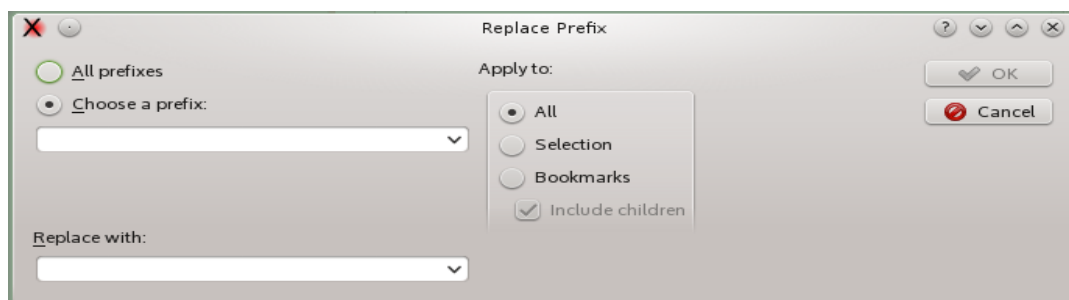 Replace Prefix
All prefixes
Choose a prefix:
Replace with:
Apply to:
All
Selection
Bookmarks
Include children
OK
Cancel